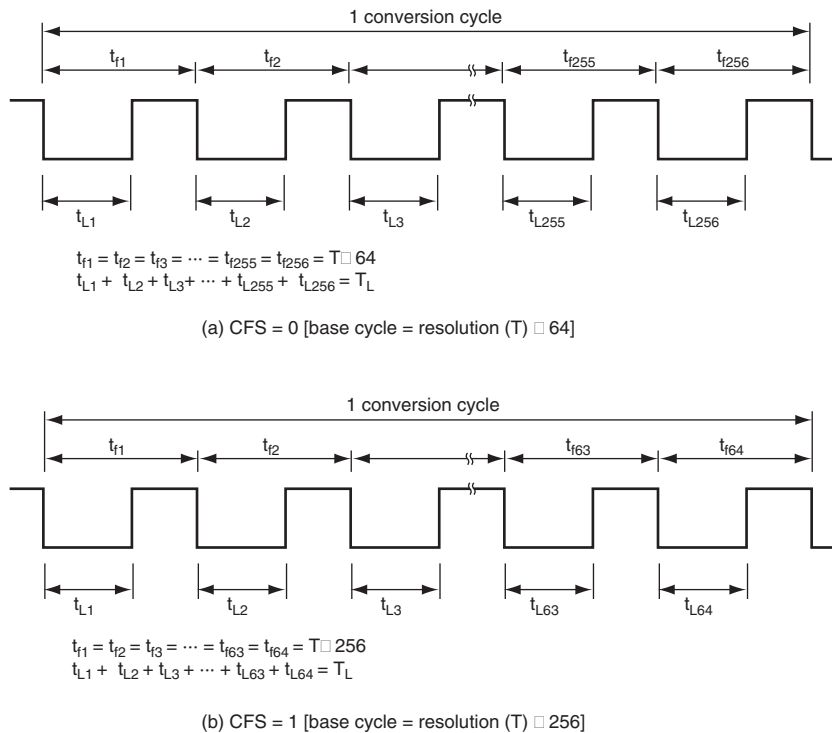 1 conversion cycle
tf1 tf2 tf255 tf256
tL1 tL2 tL3 tL255 tL256
tf1 = tf2 = tf3 = ··· = tf255 = tf256 = T□ 64
tL1 + tL2 + tL3+ ··· + tL255 + tL256 = TL
(a) CFS = 0 [base cycle = resolution (T) □ 64]
1 conversion cycle
tf1 tf2 tf63 tf64
tL1 tL2 tL3 tL63 tL64
tf1 = tf2 = tf3 = ··· = tf63 = tf64 = T□ 256
tL1 + tL2 + tL3 + ··· + tL63 + tL64 = TL
(b) CFS = 1 [base cycle = resolution (T) □ 256]